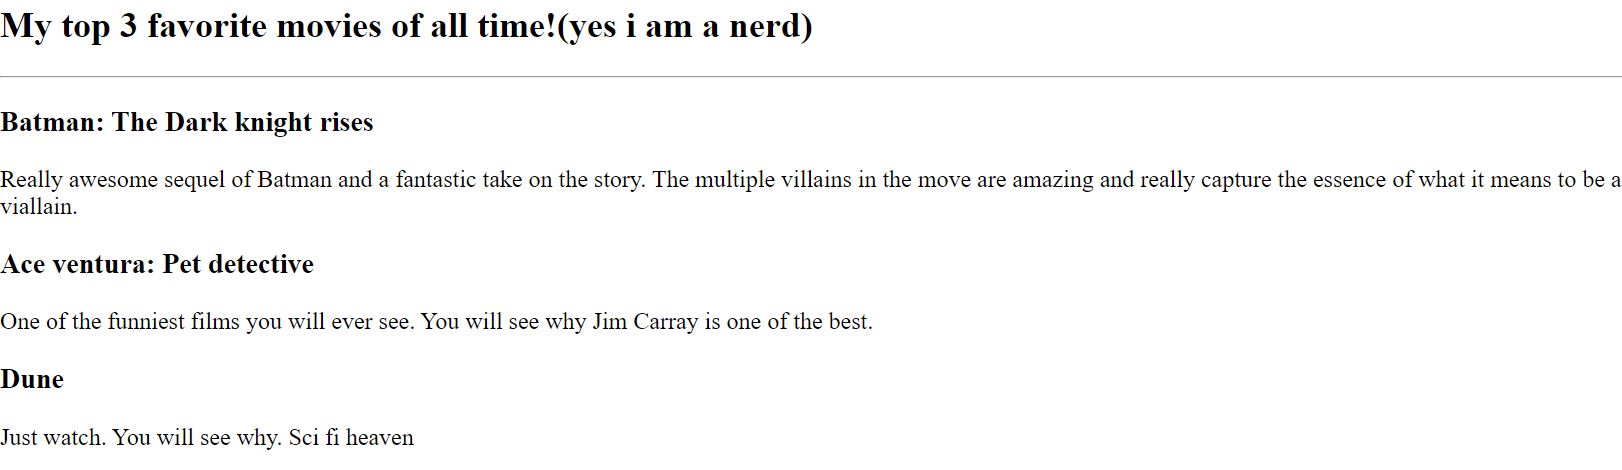 My top 3 favorite movies of all time!(yes i am a nerd)
Batman: The Dark knight rises
Really awesome sequel of Batman and a fantastic take on the story. The multiple villains in the move are amazing and really capture the essence of what it means to be a
viallain.
Ace ventura: Pet detective
One of the funniest films you will ever see. You will see why Jim Carray is one of the best.
Dune
Just watch. You will see why. Sci fi heaven